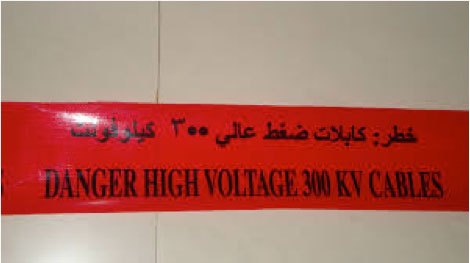 خطر: كابلات ضغط عالي ٣٠٠ كيلوفولت
DANGER HIGH VOLTAGE 300 KV CABLES